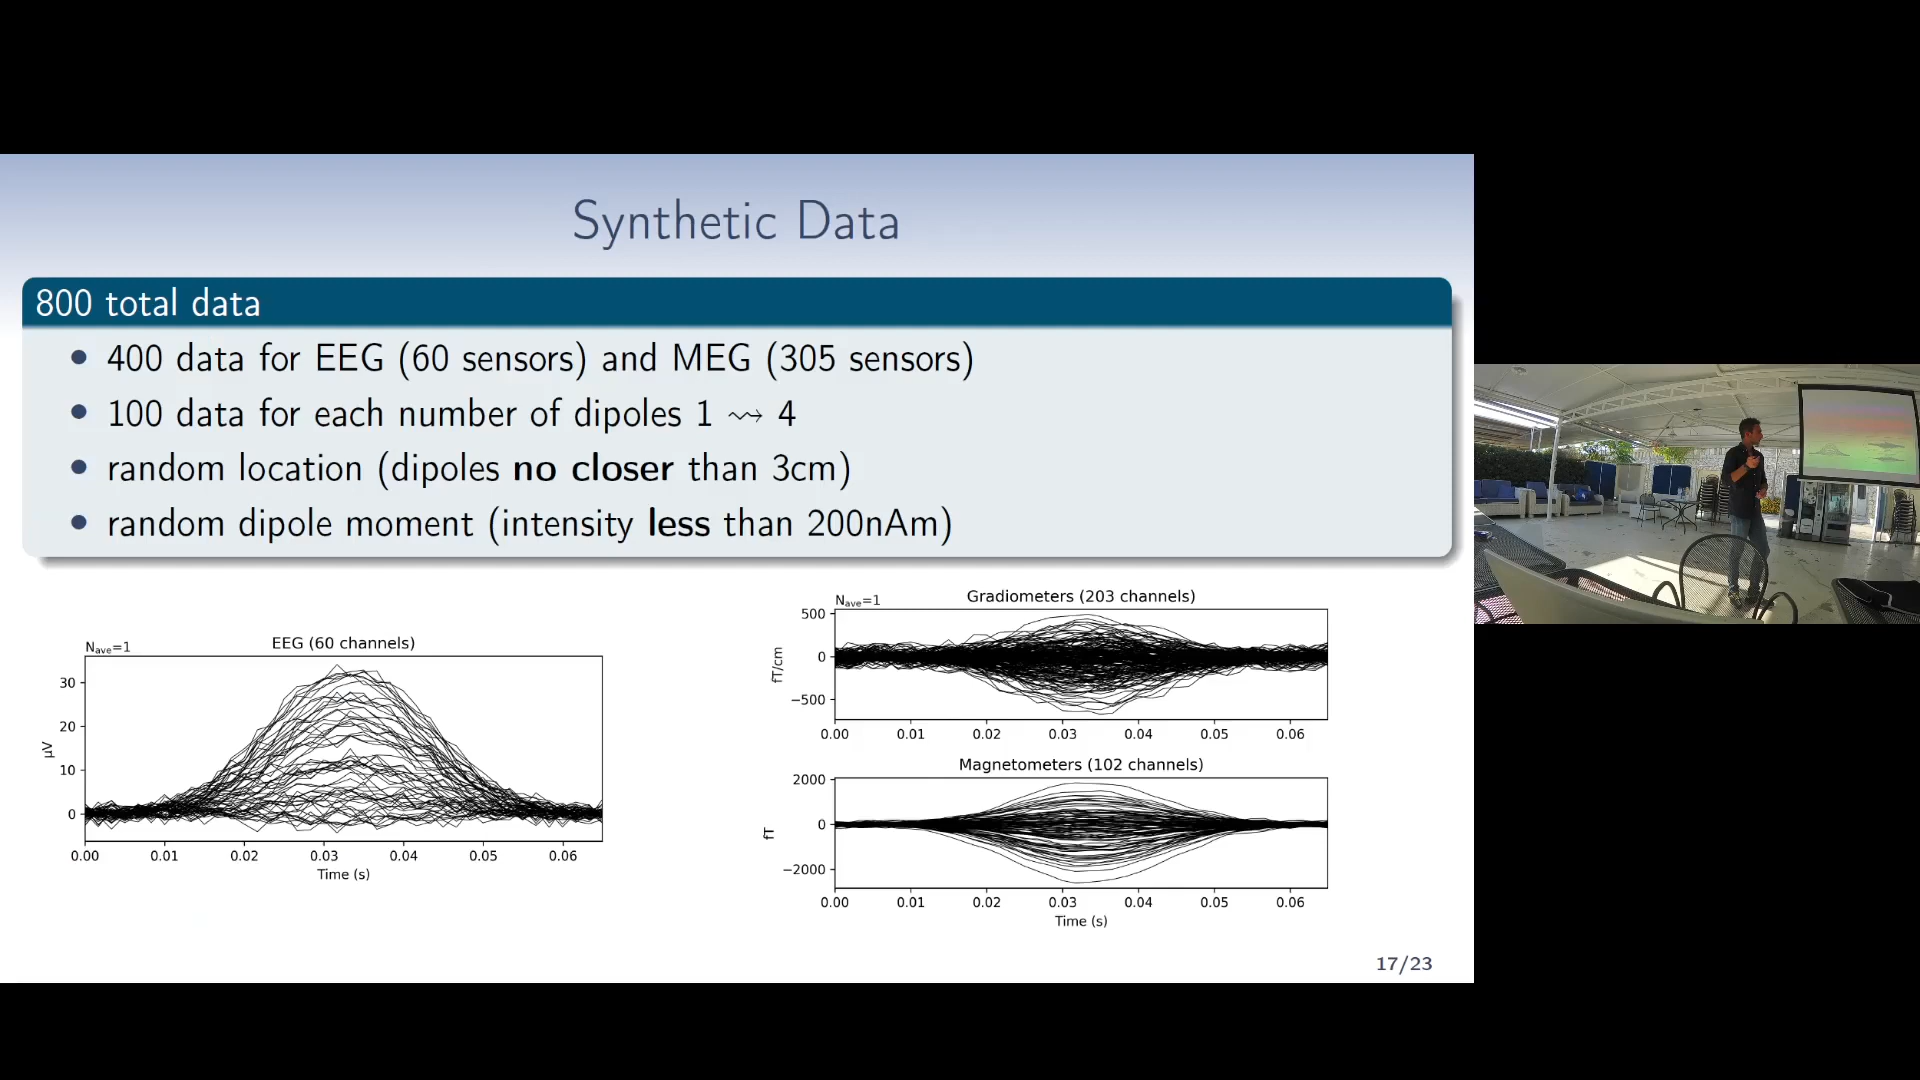 Synthetic Data
800 total data
• 400 data for EEG (60 sensors) and MEG (305 sensors)
• 100 data for each number of dipoles 1 ⇝ 4
• random location (dipoles no closer than 3cm)
• random dipole moment (intensity less than 200nAm)
Nave=1
EEG (60 channels)
µV
30
20
10
0
0.00 0.01 0.02 0.03 0.04 0.05 0.06
Time (s)
Nave=1
Gradiometers (203 channels)
fT/cm
500
0
−500
0.00 0.01 0.02 0.03 0.04 0.05 0.06
Magnetometers (102 channels)
fT
2000
0
−2000
0.00 0.01 0.02 0.03 0.04 0.05 0.06
Time (s)
17/23